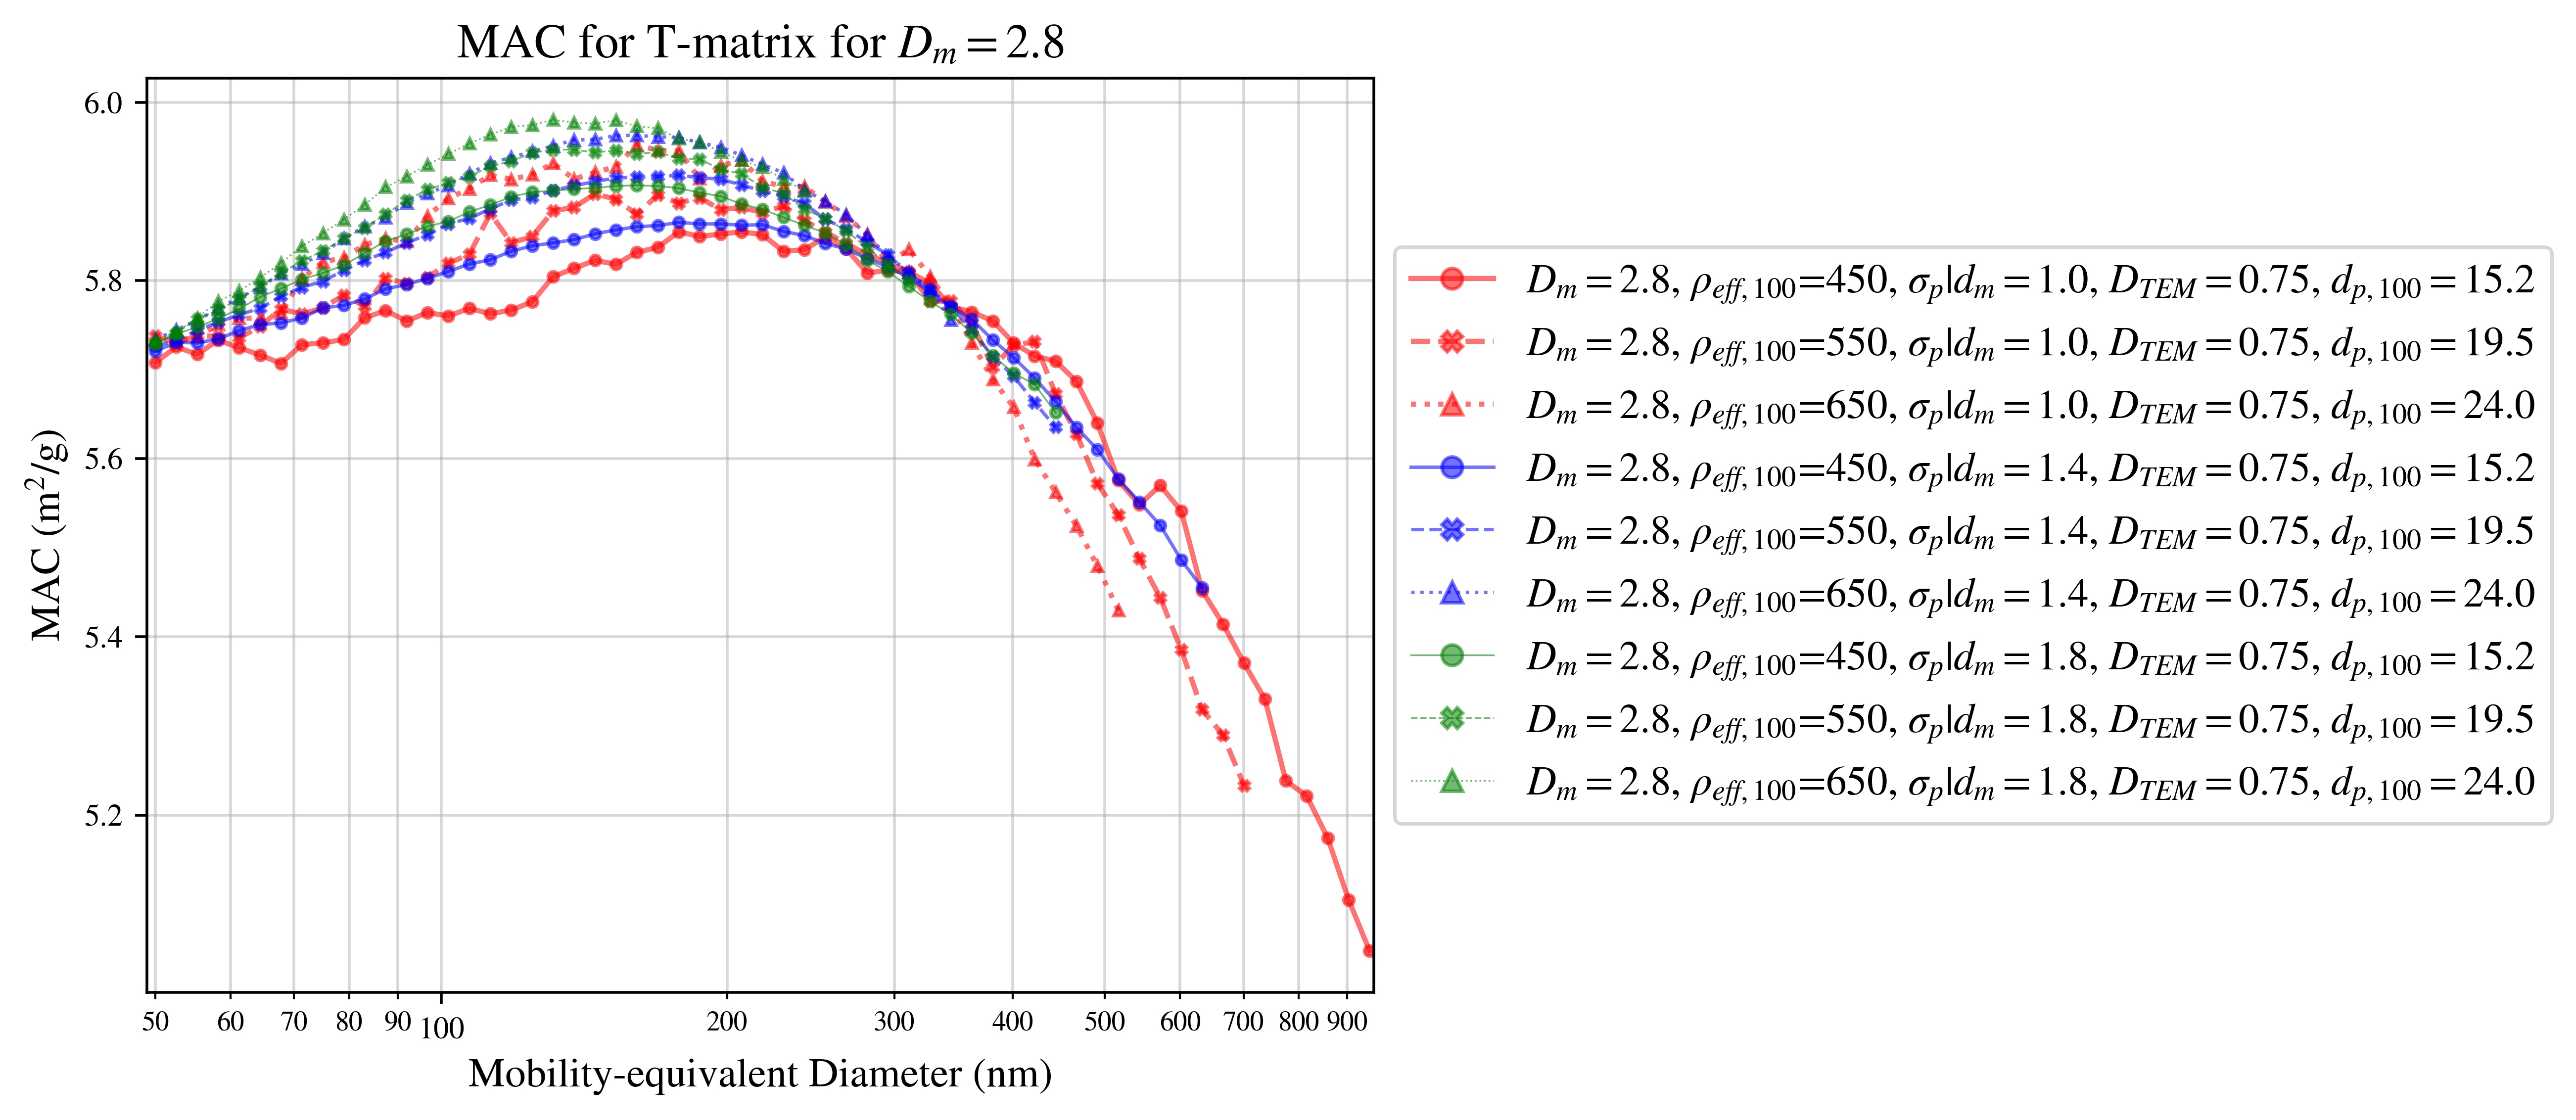 MAC for T-matrix for Dₘ = 2.8
6.0
5.8
5.6
5.4
5.2
MAC (m²/g)
50 60 70 80 90 100 200 300 400 500 600 700 800 900
Mobility-equivalent Diameter (nm)
D_m = 2.8, ρ_eff,100=450, σ_p|d_m = 1.0, D_TEM = 0.75, d_p,100 = 15.2
D_m = 2.8, ρ_eff,100=550, σ_p|d_m = 1.0, D_TEM = 0.75, d_p,100 = 19.5
D_m = 2.8, ρ_eff,100=650, σ_p|d_m = 1.0, D_TEM = 0.75, d_p,100 = 24.0
D_m = 2.8, ρ_eff,100=450, σ_p|d_m = 1.4, D_TEM = 0.75, d_p,100 = 15.2
D_m = 2.8, ρ_eff,100=550, σ_p|d_m = 1.4, D_TEM = 0.75, d_p,100 = 19.5
D_m = 2.8, ρ_eff,100=650, σ_p|d_m = 1.4, D_TEM = 0.75, d_p,100 = 24.0
D_m = 2.8, ρ_eff,100=450, σ_p|d_m = 1.8, D_TEM = 0.75, d_p,100 = 15.2
D_m = 2.8, ρ_eff,100=550, σ_p|d_m = 1.8, D_TEM = 0.75, d_p,100 = 19.5
D_m = 2.8, ρ_eff,100=650, σ_p|d_m = 1.8, D_TEM = 0.75, d_p,100 = 24.0